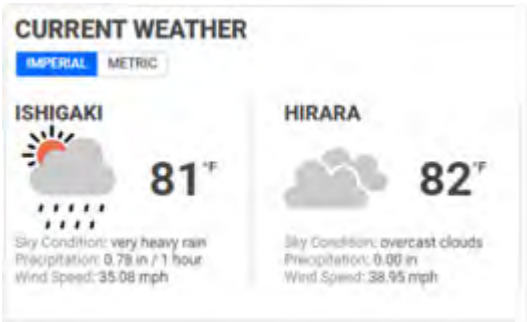 CURRENT WEATHER
IMPERIAL METRIC
ISHIGAKI
81°F
Sky Condition: very heavy rain
Precipitation: 0.78 in / 1 hour
Wind Speed: 35.08 mph
HIRARA
82°F
Sky Condition: overcast clouds
Precipitation: 0.00 in
Wind Speed: 38.95 mph